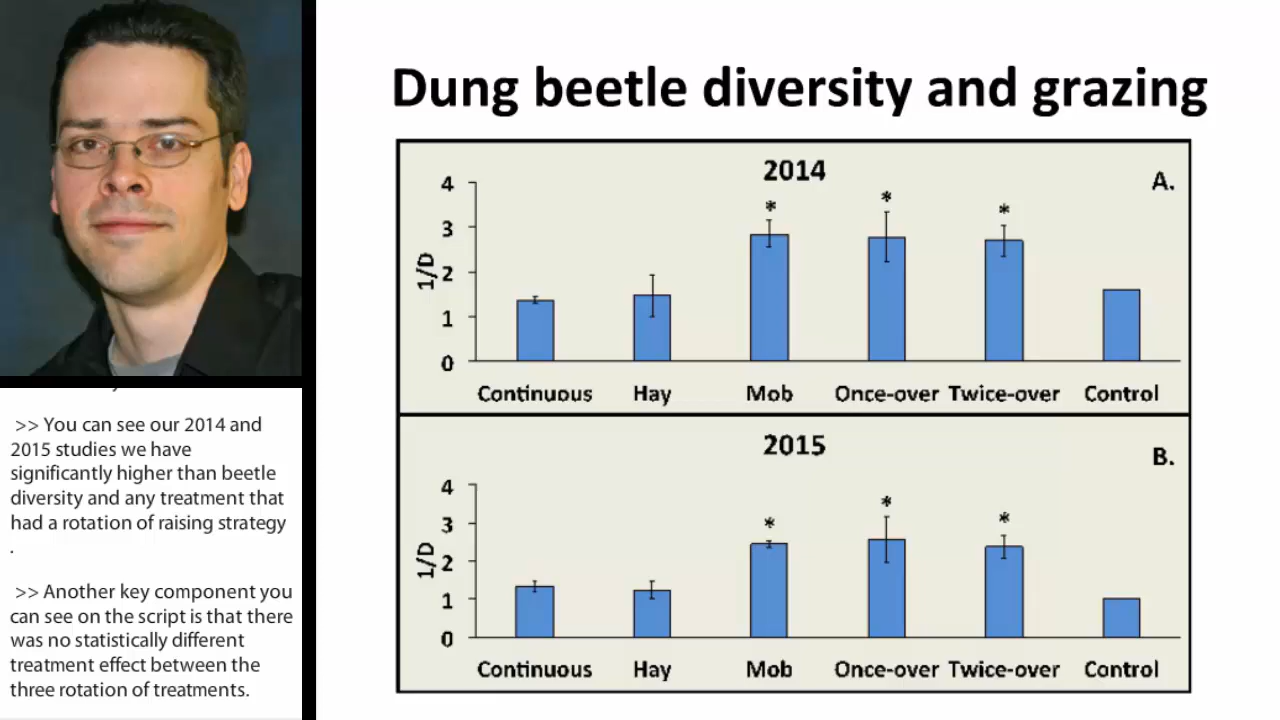 Dung beetle diversity and grazing
2014
A.
4
3
2
1
0
1/D
*
*
*
Continuous Hay Mob Once-over Twice-over Control
2015
B.
4
3
2
1
0
1/D
*
*
*
Continuous Hay Mob Once-over Twice-over Control
>> You can see our 2014 and
2015 studies we have
significantly higher than beetle
diversity and any treatment that
had a rotation of raising strategy
.
>> Another key component you
can see on the script is that there
was no statistically different
treatment effect between the
three rotation of treatments.